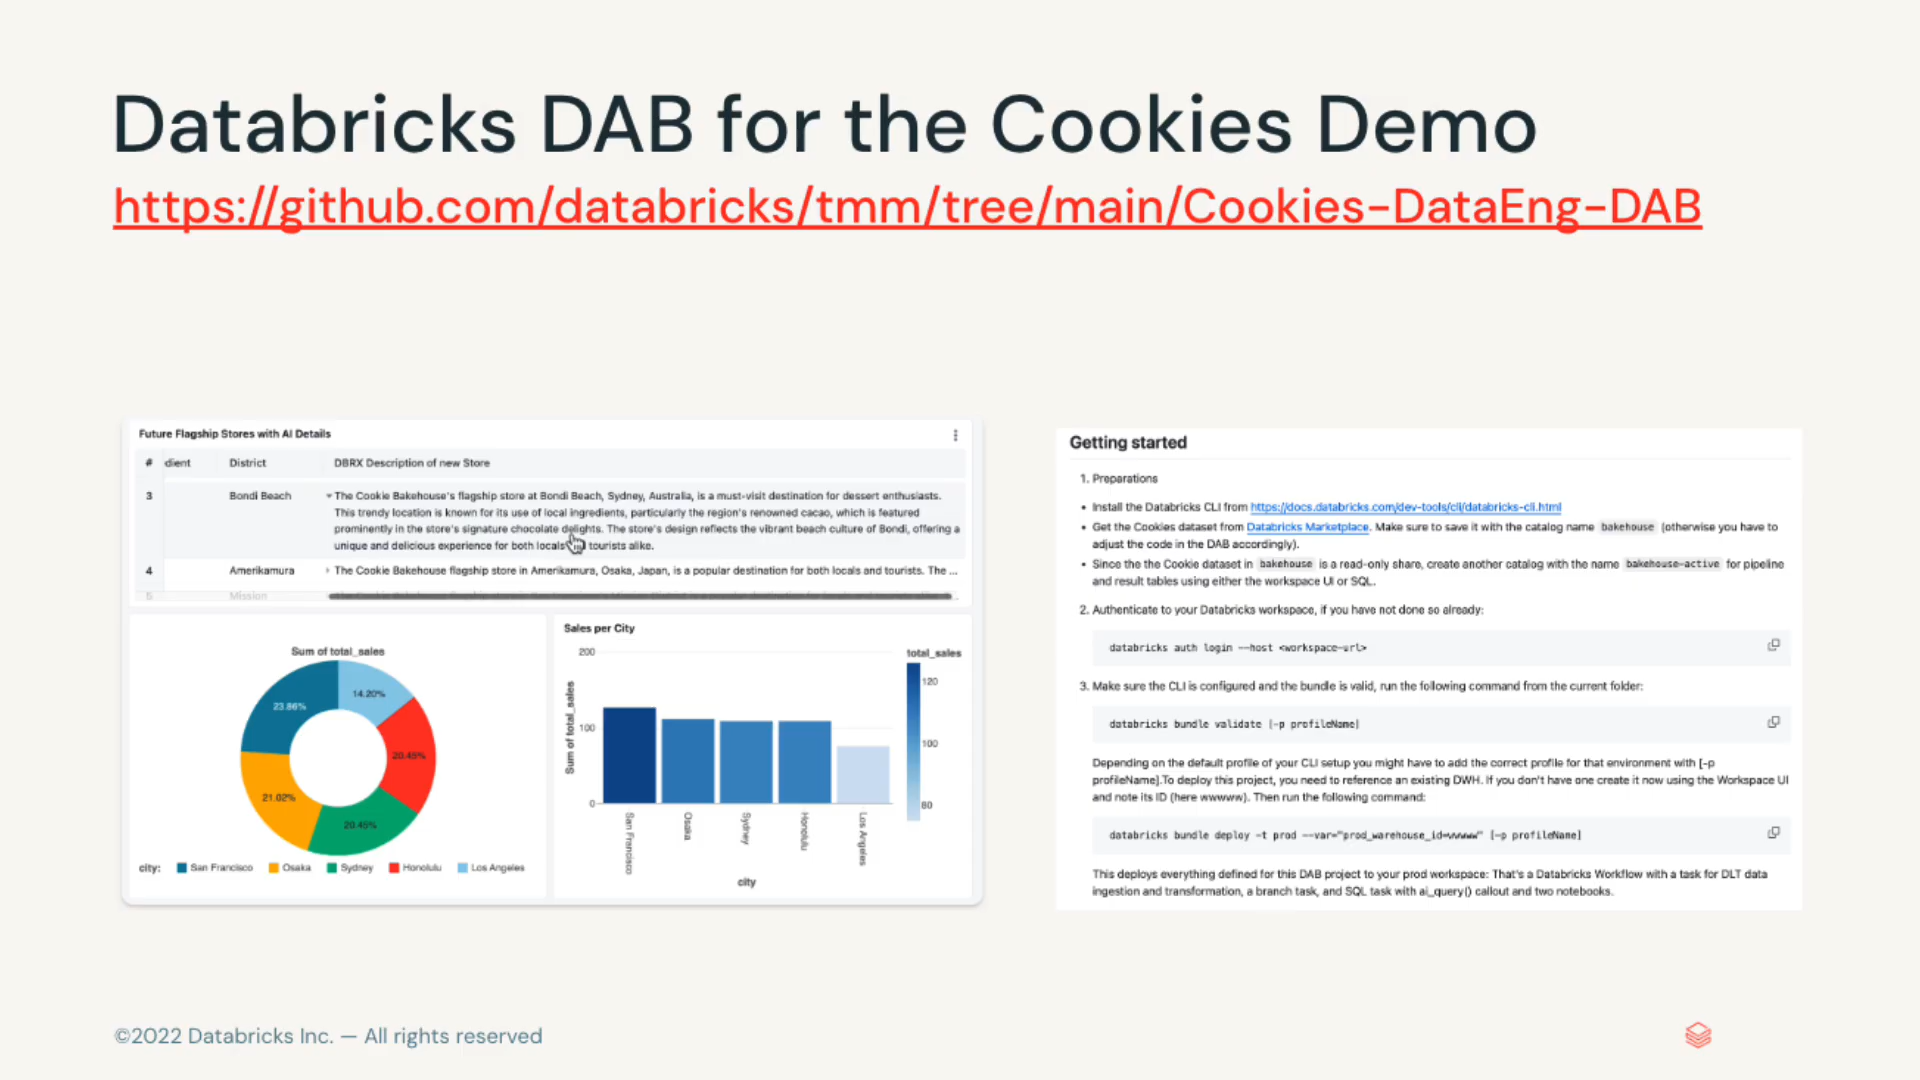 Databricks DAB for the Cookies Demo
https://github.com/databricks/tmm/tree/main/Cookies-DataEng-DAB
Future Flagship Stores with AI Details
# dient District DBRX Description of new Store
3 Bondi Beach The Cookie Bakehouse's flagship store at Bondi Beach, Sydney, Australia, is a must-visit destination for dessert enthusiasts.
This trendy location is known for its use of local ingredients, particularly the region's renowned cacao, which is featured
prominently in the store's signature chocolate delights. The store's design reflects the vibrant beach culture of Bondi, offering a
unique and delicious experience for both locals tourists alike.
4 Amerikamura The Cookie Bakehouse flagship store in Amerikamura, Osaka, Japan, is a popular destination for both locals and tourists. The ...
5 Mission
Sum of total_sales
14.20%
23.86%
20.45%
21.02%
20.45%
city: San Francisco Osaka Sydney Honolulu Los Angeles
Sales per City
200
100
0
Sum of total_sales
San Francisco
Osaka
Sydney
Honolulu
Los Angeles
city
total_sales
120
100
80
Getting started
1. Preparations
• Install the Databricks CLI from https://docs.databricks.com/dev-tools/cli/databricks-cli.html
• Get the Cookies dataset from Databricks Marketplace. Make sure to save it with the catalog name bakehouse (otherwise you have to
adjust the code in the DAB accordingly).
• Since the the Cookie dataset in bakehouse is a read-only share, create another catalog with the name bakehouse-active for pipeline
and result tables using either the workspace UI or SQL.
2. Authenticate to your Databricks workspace, if you have not done so already:
databricks auth login --host <workspace-url>
3. Make sure the CLI is configured and the bundle is valid, run the following command from the current folder:
databricks bundle validate [-p profileName]
Depending on the default profile of your CLI setup you might have to add the correct profile for that environment with [-p
profileName].To deploy this project, you need to reference an existing DWH. If you don't have one create it now using the Workspace UI
and note its ID (here wwwww). Then run the following command:
databricks bundle deploy -t prod --var="prod_warehouse_id=wwwww" [-p profileName]
This deploys everything defined for this DAB project to your prod workspace: That's a Databricks Workflow with a task for DLT data
ingestion and transformation, a branch task, and SQL task with ai_query() callout and two notebooks.
©2022 Databricks Inc. — All rights reserved